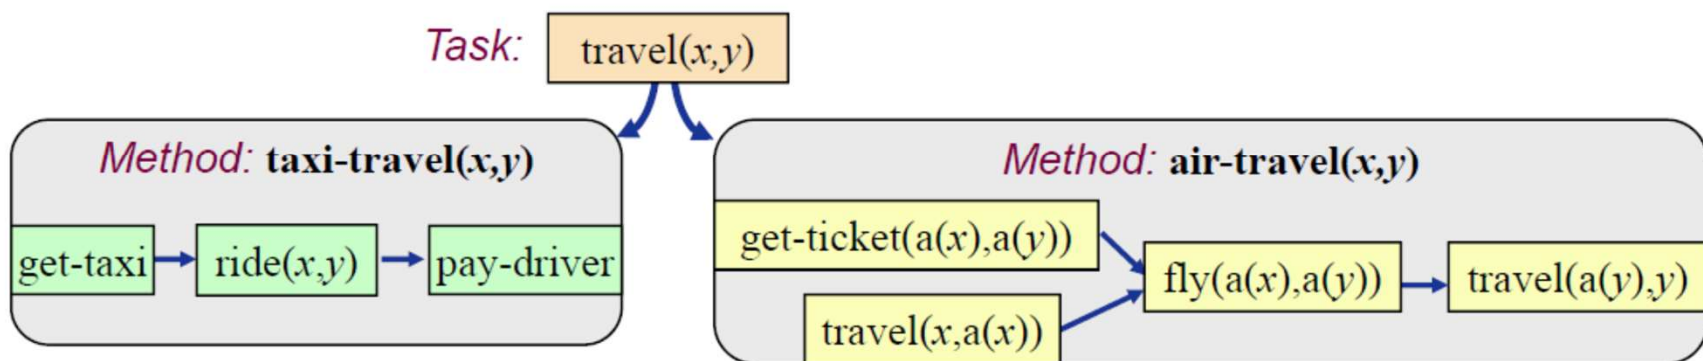 Task: travel(x,y)
Method: taxi-travel(x,y)
get-taxi ride(x,y) pay-driver
Method: air-travel(x,y)
get-ticket(a(x),a(y))
travel(x,a(x))
fly(a(x),a(y)) travel(a(y),y)